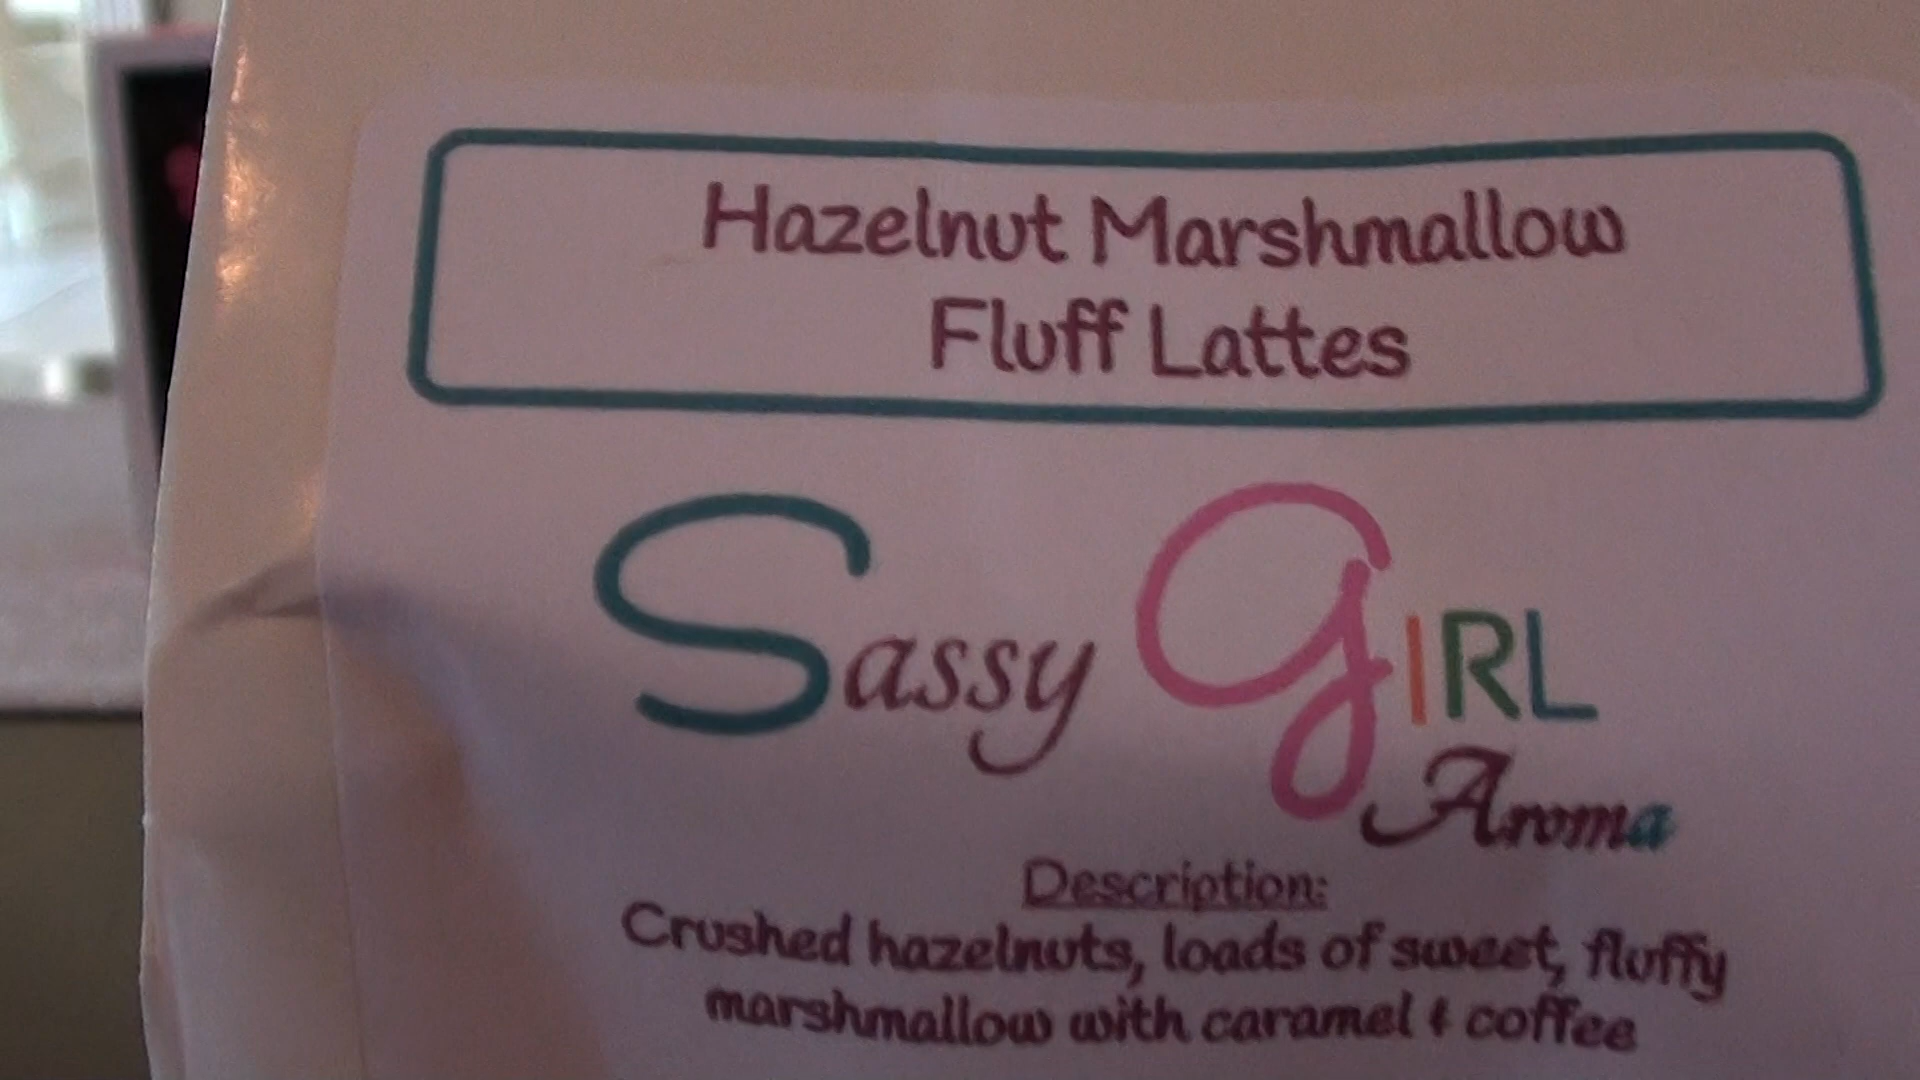 Hazelnut Marshmallow
Fluff Lattes
Sassy GIRL
Aroma
Description:
Crushed hazelnuts, loads of sweet, fluffy
marshmallow with caramel & coffee